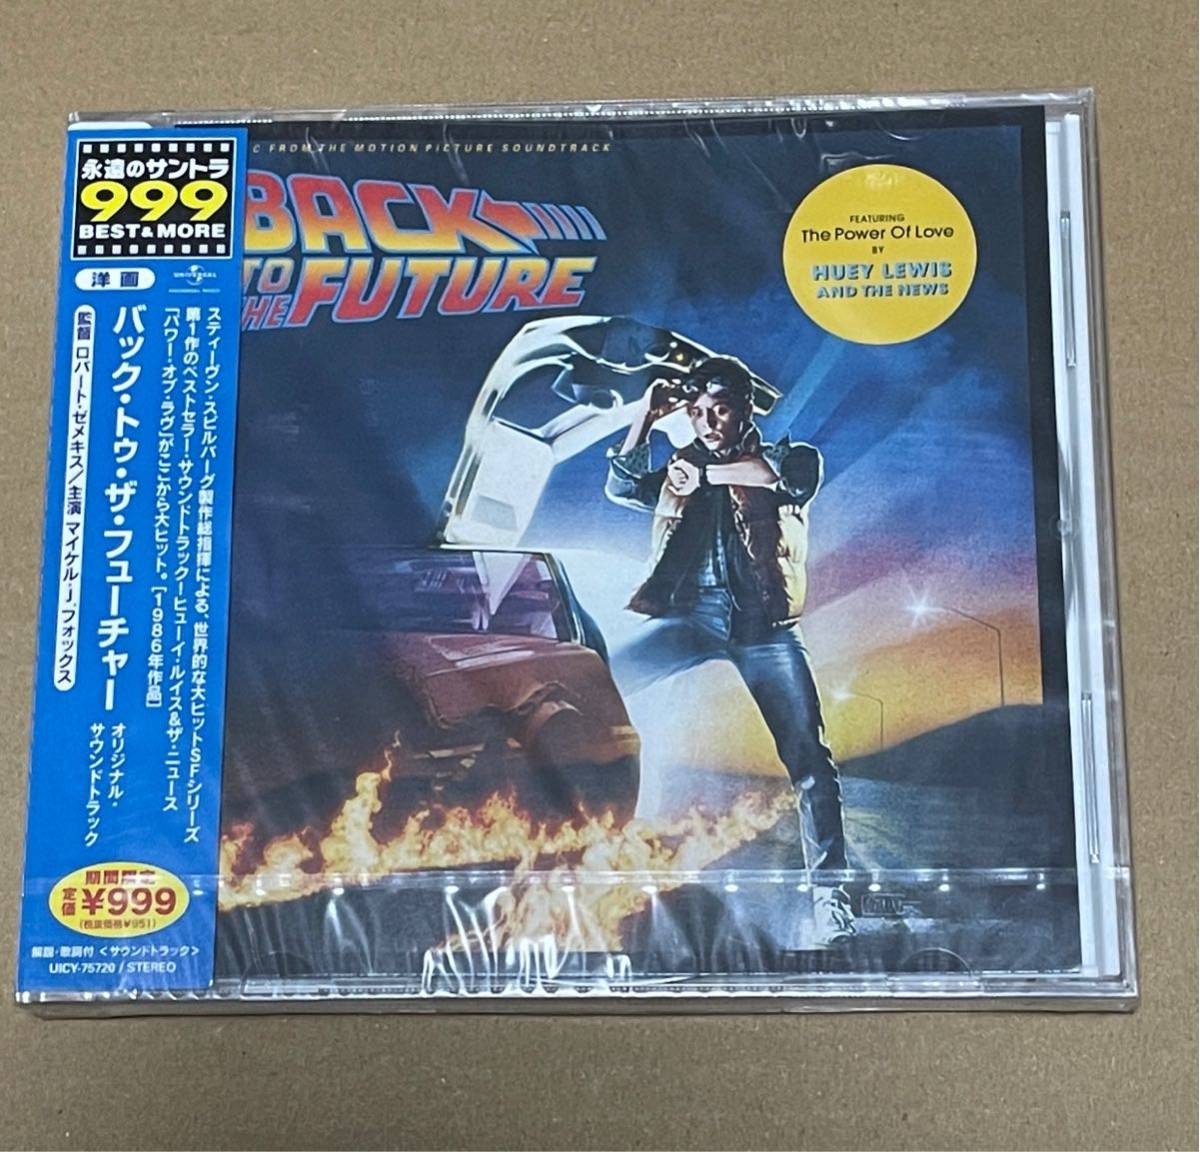 永遠のサントラ
999
BEST&MORE
洋画
UNIVERSAL
バック・トゥ・ザ・フューチャー
オリジナル・
サウンドトラック
監督 ロバート・ゼメキス/主演 マイケル・J.フォックス
スティーヴン・スピルバーグ製作総指揮による、世界的な大ヒットSFシリーズ
第1作のベストセラー・サウンドトラックーヒューイ・ルイス&ザ・ニュース
「パワー・オブ・ラヴ」がここから大ヒット。[1986年作品]
期間限定
定価 ¥999
(税抜価格¥951)
解説・歌詞付 <サウンドトラック>
UICY-75720 / STEREO
C FROM THE MOTION PICTURE SOUNDTRACK
BACK
TO
THE FUTURE
FEATURING
The Power Of Love
BY
HUEY LEWIS
AND THE NEWS